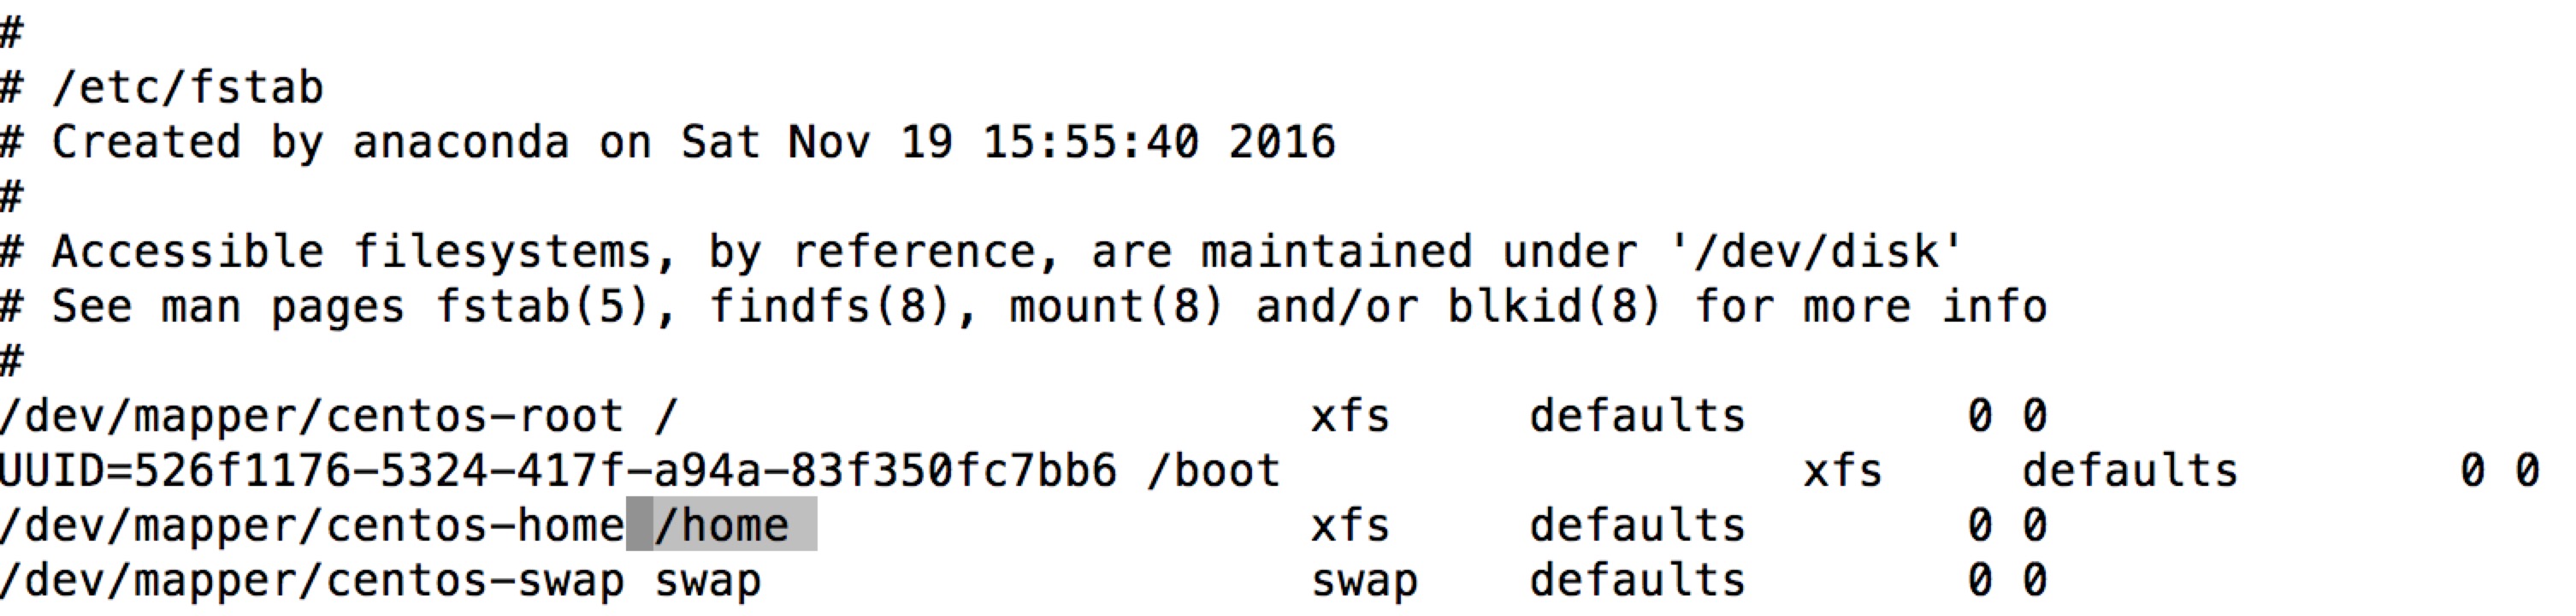 #
# /etc/fstab
# Created by anaconda on Sat Nov 19 15:55:40 2016
#
# Accessible filesystems, by reference, are maintained under '/dev/disk'
# See man pages fstab(5), findfs(8), mount(8) and/or blkid(8) for more info
#
/dev/mapper/centos-root /                       xfs     defaults        0 0
UUID=526f1176-5324-417f-a94a-83f350fc7bb6 /boot                   xfs     defaults        0 0
/dev/mapper/centos-home /home                   xfs     defaults        0 0
/dev/mapper/centos-swap swap                    swap    defaults        0 0